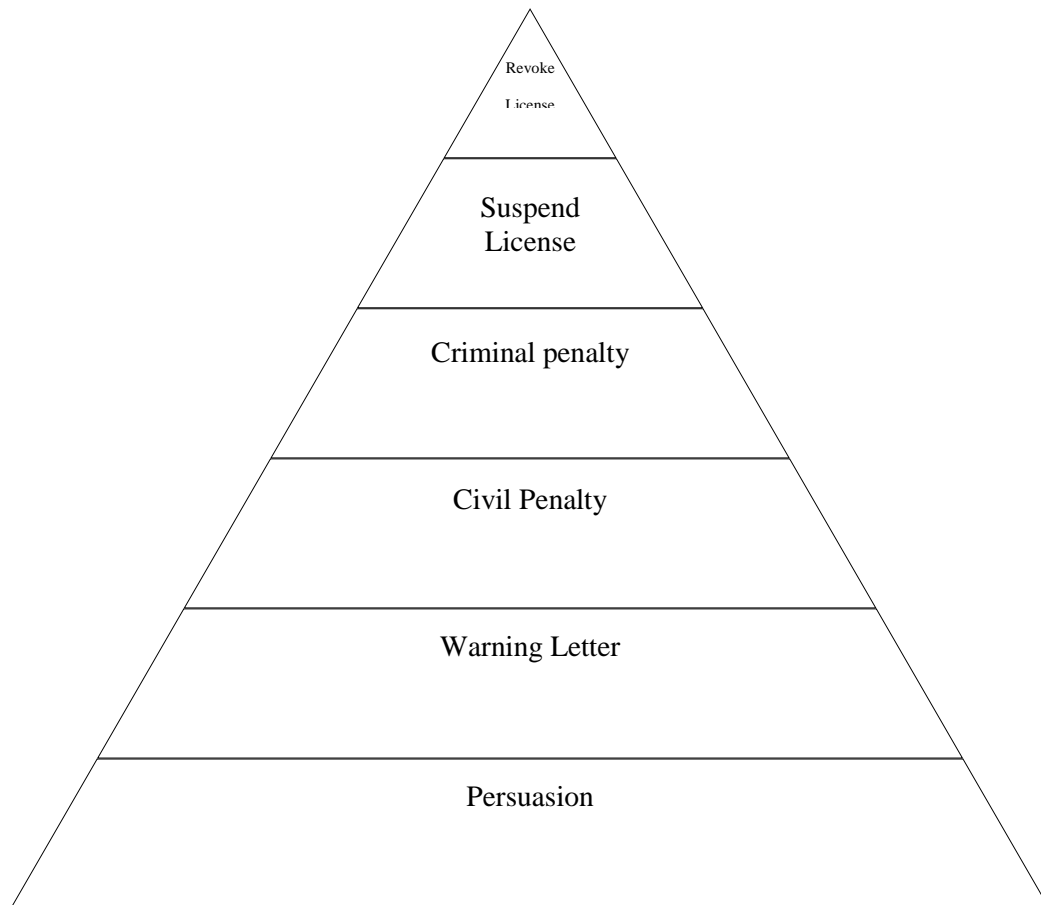 Revoke
License
Suspend
License
Criminal penalty
Civil Penalty
Warning Letter
Persuasion